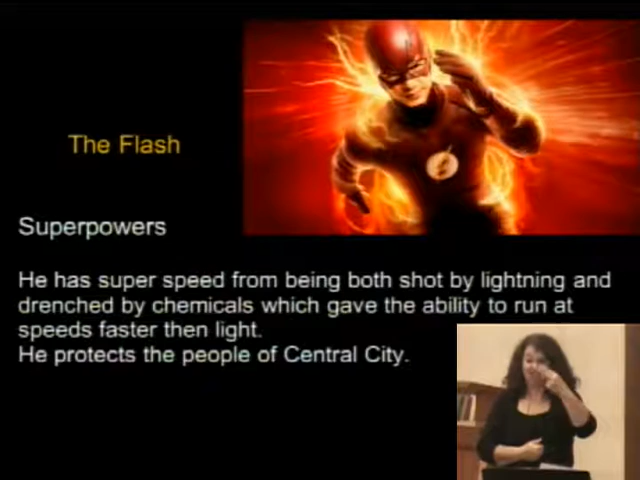 The Flash
Superpowers
He has super speed from being both shot by lightning and
drenched by chemicals which gave the ability to run at
speeds faster then light.
He protects the people of Central City.